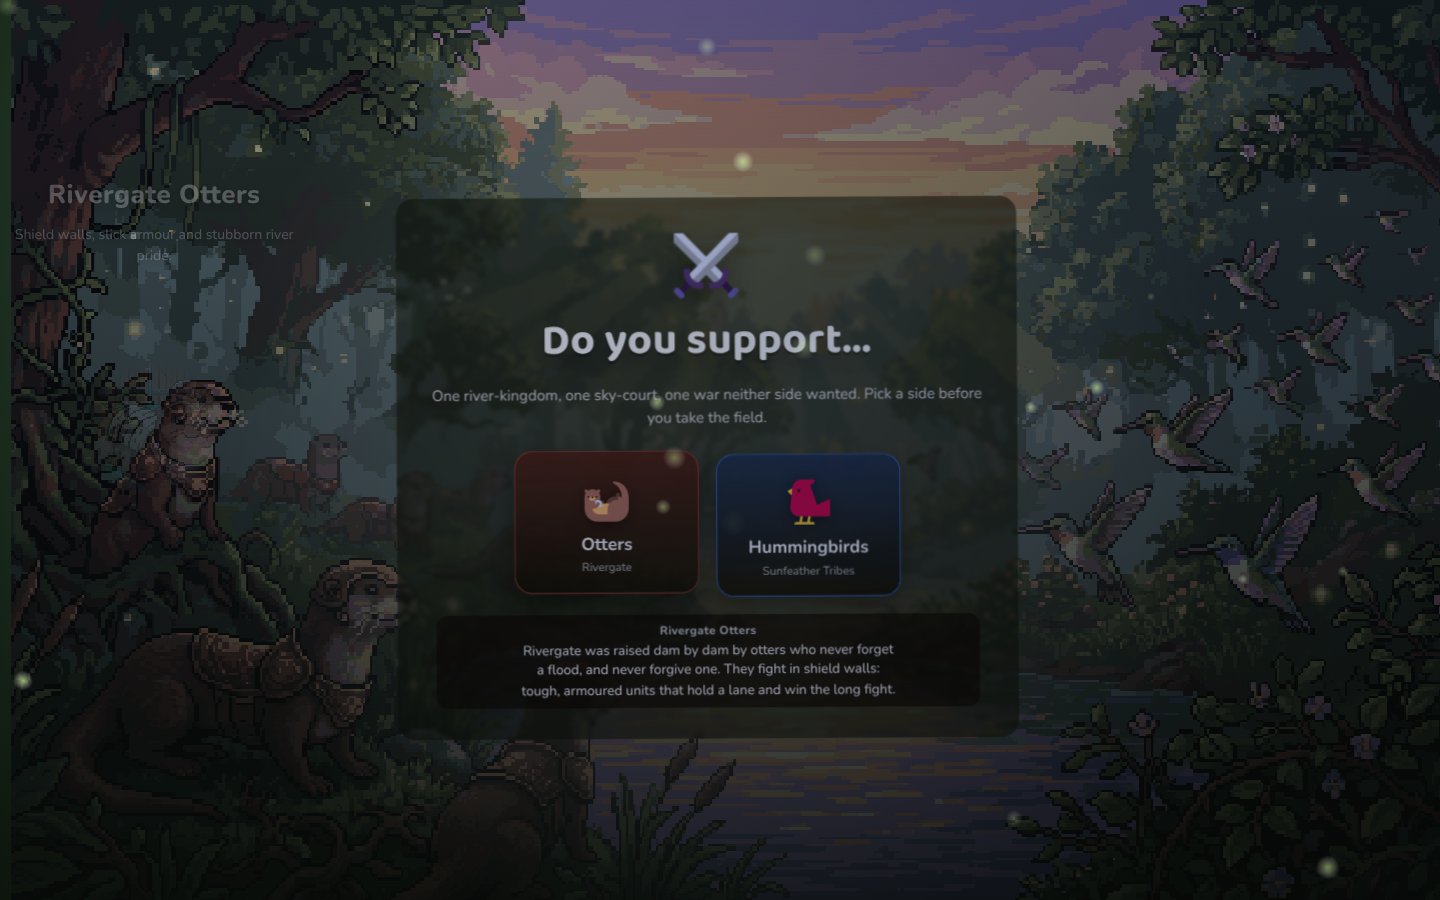 Rivergate Otters
Shield walls, slick armour and stubborn river
pride.
Do you support...
One river-kingdom, one sky-court, one war neither side wanted. Pick a side before
you take the field.
Otters
Rivergate
Hummingbirds
Sunfeather Tribes
Rivergate Otters
Rivergate was raised dam by dam by otters who never forget
a flood, and never forgive one. They fight in shield walls:
tough, armoured units that hold a lane and win the long fight.